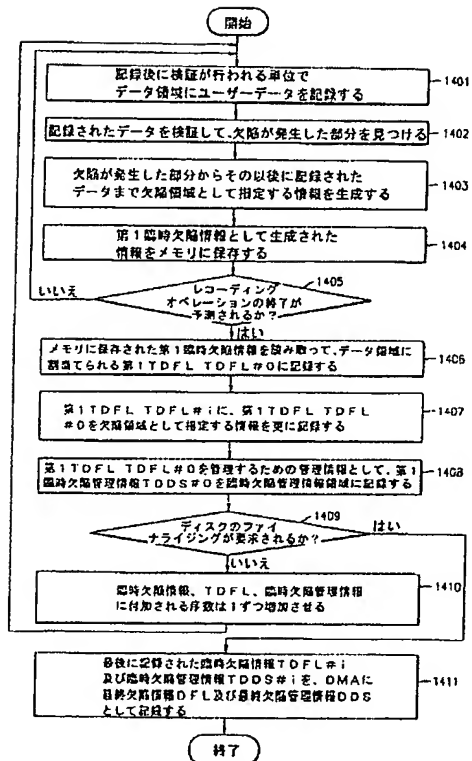 開始
記録後に検証が行われる単位で
データ領域にユーザーデータを記録する
1401
記録されたデータを検証して、欠陥が発生した部分を見つける
1402
欠陥が発生した部分からその以後に記録された
データまで欠陥領域として指定する情報を生成する
1403
第1臨時欠陥情報として生成された
情報をメモリに保存する
1404
1405
レコーディング
オペレーションの終了が
予測されるか?
いいえ
はい
メモリに保存された第1臨時欠陥情報を読み取って、データ領域に
割当てられる第1TDFL TDFL#0に記録する
1406
第1TDFL TDFL#iに、第1TDFL TDFL
#0を欠陥領域として指定する情報を更に記録する
1407
第1TDFL TDFL#0を管理するための管理情報として、第1
臨時欠陥管理情報TDDS#0を臨時欠陥管理情報領域に記録する
1408
1409
ディスクのファイ
ナライジングが要求されるか?
はい
いいえ
臨時欠陥情報、TDFL、臨時欠陥管理情報
に付加される序数は1ずつ増加させる
1410
最後に記録された臨時欠陥情報TDFL#i
及び臨時欠陥管理情報TDDS#iを、DMAに
最終欠陥情報DFL及び最終欠陥管理情報DDS
として記録する
1411
終了